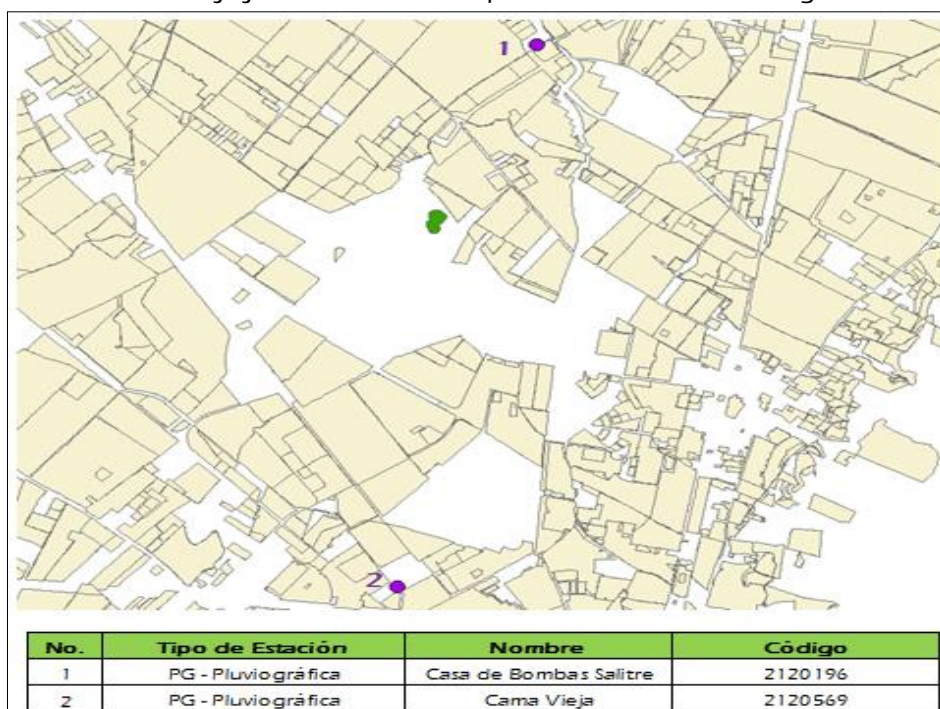 1
2
No. Tipo de Estación Nombre Código
1 PG - Pluviográfica Casa de Bombas Salitre 2120196
2 PG - Pluviográfica Cama Vieja 2120569